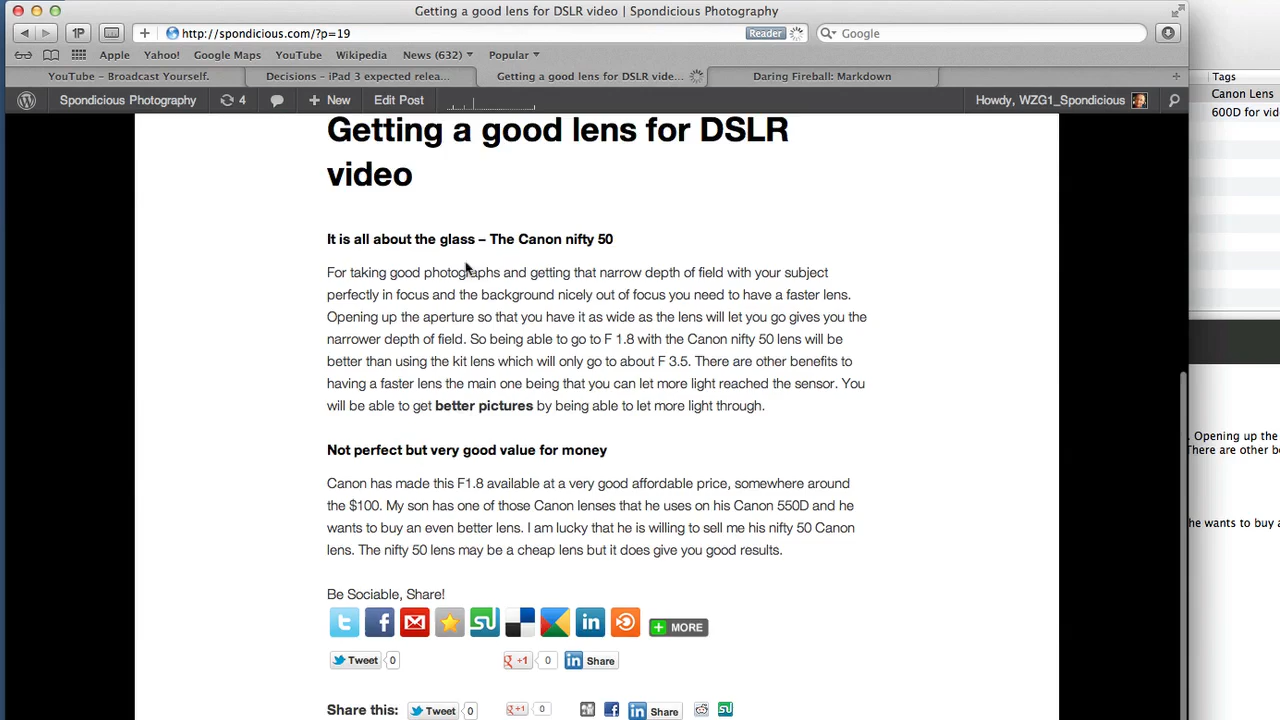 Getting a good lens for DSLR video | Spondicious Photography
1P
http://spondicious.com/?p=19
Reader
Google
Apple
Yahoo!
Google Maps
YouTube
Wikipedia
News (632)
Popular
YouTube – Broadcast Yourself.
Decisions – iPad 3 expected relea...
Getting a good lens for DSLR vide...
Daring Fireball: Markdown
Tags
Canon Lens
600D for vid
Spondicious Photography
4
New
Edit Post
Howdy, WZG1_Spondicious
Getting a good lens for DSLR
video
It is all about the glass – The Canon nifty 50
For taking good photographs and getting that narrow depth of field with your subject
perfectly in focus and the background nicely out of focus you need to have a faster lens.
Opening up the aperture so that you have it as wide as the lens will let you go gives you the
narrower depth of field. So being able to go to F 1.8 with the Canon nifty 50 lens will be
better than using the kit lens which will only go to about F 3.5. There are other benefits to
having a faster lens the main one being that you can let more light reached the sensor. You
will be able to get better pictures by being able to let more light through.
Not perfect but very good value for money
Canon has made this F1.8 available at a very good affordable price, somewhere around
the $100. My son has one of those Canon lenses that he uses on his Canon 550D and he
wants to buy an even better lens. I am lucky that he is willing to sell me his nifty 50 Canon
lens. The nifty 50 lens may be a cheap lens but it does give you good results.
. Opening up the
There are other be
he wants to buy a
Be Sociable, Share!
MORE
Tweet 0
+1 0
in Share
Share this:
Tweet 0
+1 0
in Share